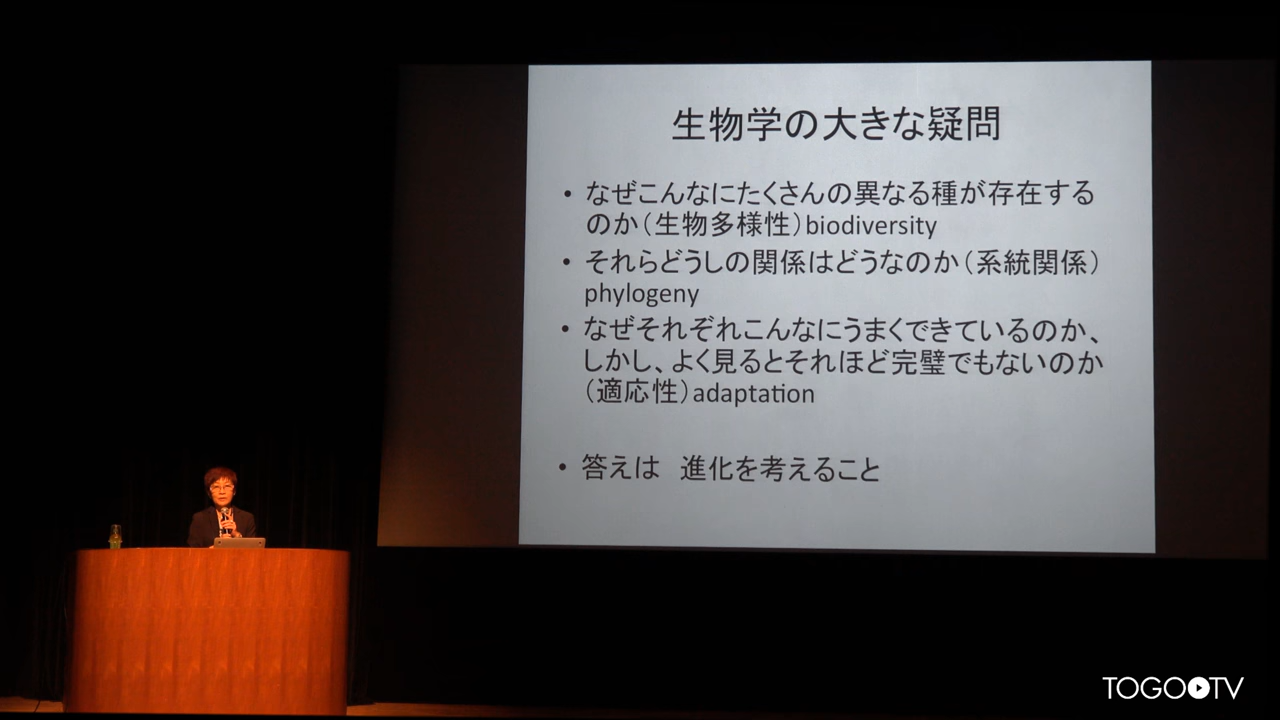 生物学の大きな疑問
• なぜこんなにたくさんの異なる種が存在する
のか（生物多様性）biodiversity
• それらどうしの関係はどうなのか（系統関係）
phylogeny
• なぜそれぞれこんなにうまくできているのか、
しかし、よく見るとそれほど完璧でもないのか
（適応性）adaptation
• 答えは　進化を考えること
TOGOTV